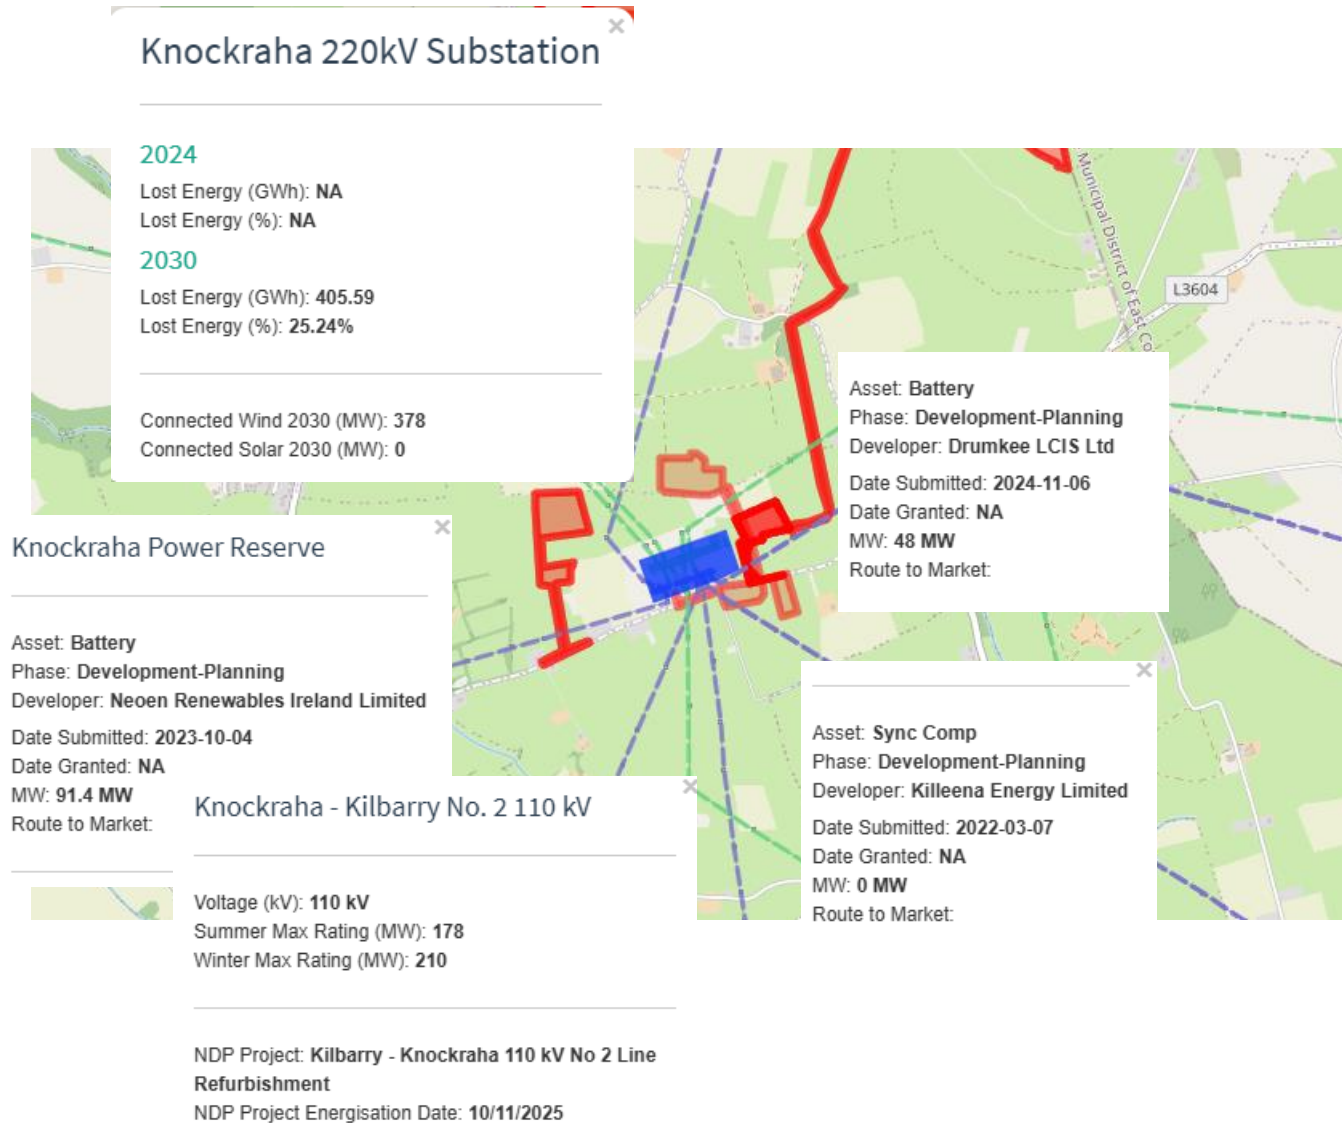 Knockraha 220kV Substation
2024
Lost Energy (GWh): NA
Lost Energy (%): NA
2030
Lost Energy (GWh): 405.59
Lost Energy (%): 25.24%
Connected Wind 2030 (MW): 378
Connected Solar 2030 (MW): 0
Municipal District of East Co
L3604
Asset: Battery
Phase: Development-Planning
Developer: Drumkee LCIS Ltd
Date Submitted: 2024-11-06
Date Granted: NA
MW: 48 MW
Route to Market:
Knockraha Power Reserve
Asset: Battery
Phase: Development-Planning
Developer: Neoen Renewables Ireland Limited
Date Submitted: 2023-10-04
Date Granted: NA
MW: 91.4 MW
Route to Market:
Asset: Sync Comp
Phase: Development-Planning
Developer: Killeena Energy Limited
Date Submitted: 2022-03-07
Date Granted: NA
MW: 0 MW
Route to Market:
Knockraha - Kilbarry No. 2 110 kV
Voltage (kV): 110 kV
Summer Max Rating (MW): 178
Winter Max Rating (MW): 210
NDP Project: Kilbarry - Knockraha 110 kV No 2 Line
Refurbishment
NDP Project Energisation Date: 10/11/2025